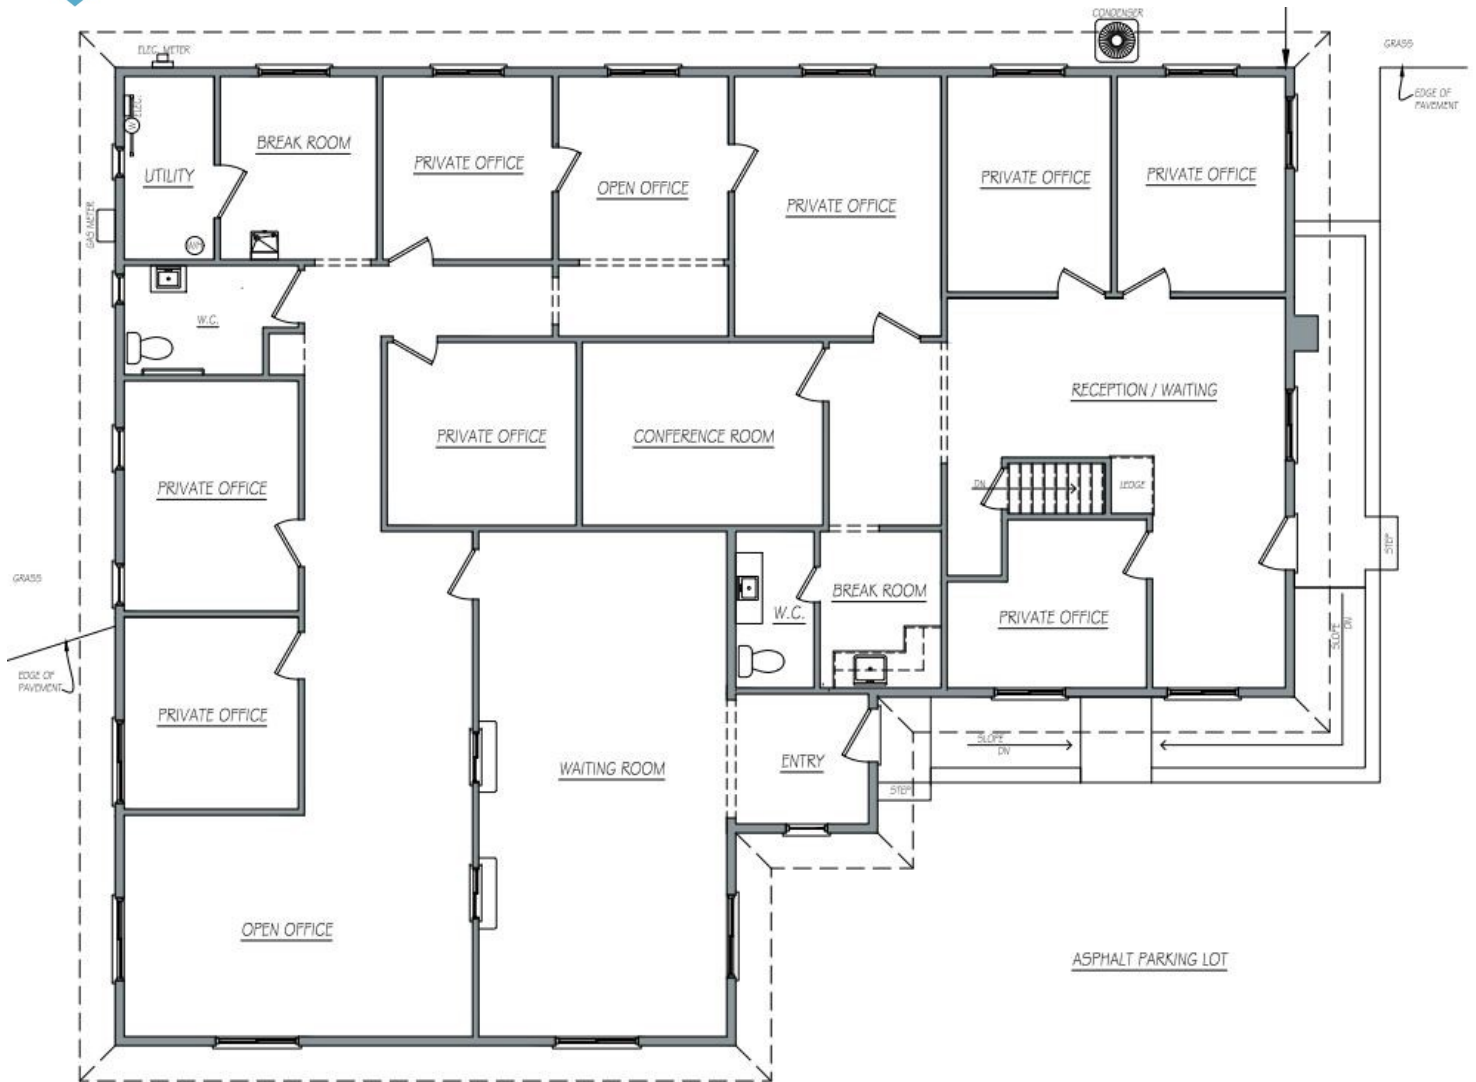 CONDENSER
GRASS
ELEC. METER
EDGE OF
PAVEMENT
ELEC.
BREAK ROOM
PRIVATE OFFICE
UTILITY
OPEN OFFICE
PRIVATE OFFICE
PRIVATE OFFICE
PRIVATE OFFICE
GAS METER
W.C.
RECEPTION / WAITING
PRIVATE OFFICE
CONFERENCE ROOM
PRIVATE OFFICE
DN
LEDGE
STEP
GRASS
BREAK ROOM
W.C.
PRIVATE OFFICE
SLOPE
DN
EDGE OF
PAVEMENT
PRIVATE OFFICE
SLOPE
DN
ENTRY
WAITING ROOM
STEP
OPEN OFFICE
ASPHALT PARKING LOT